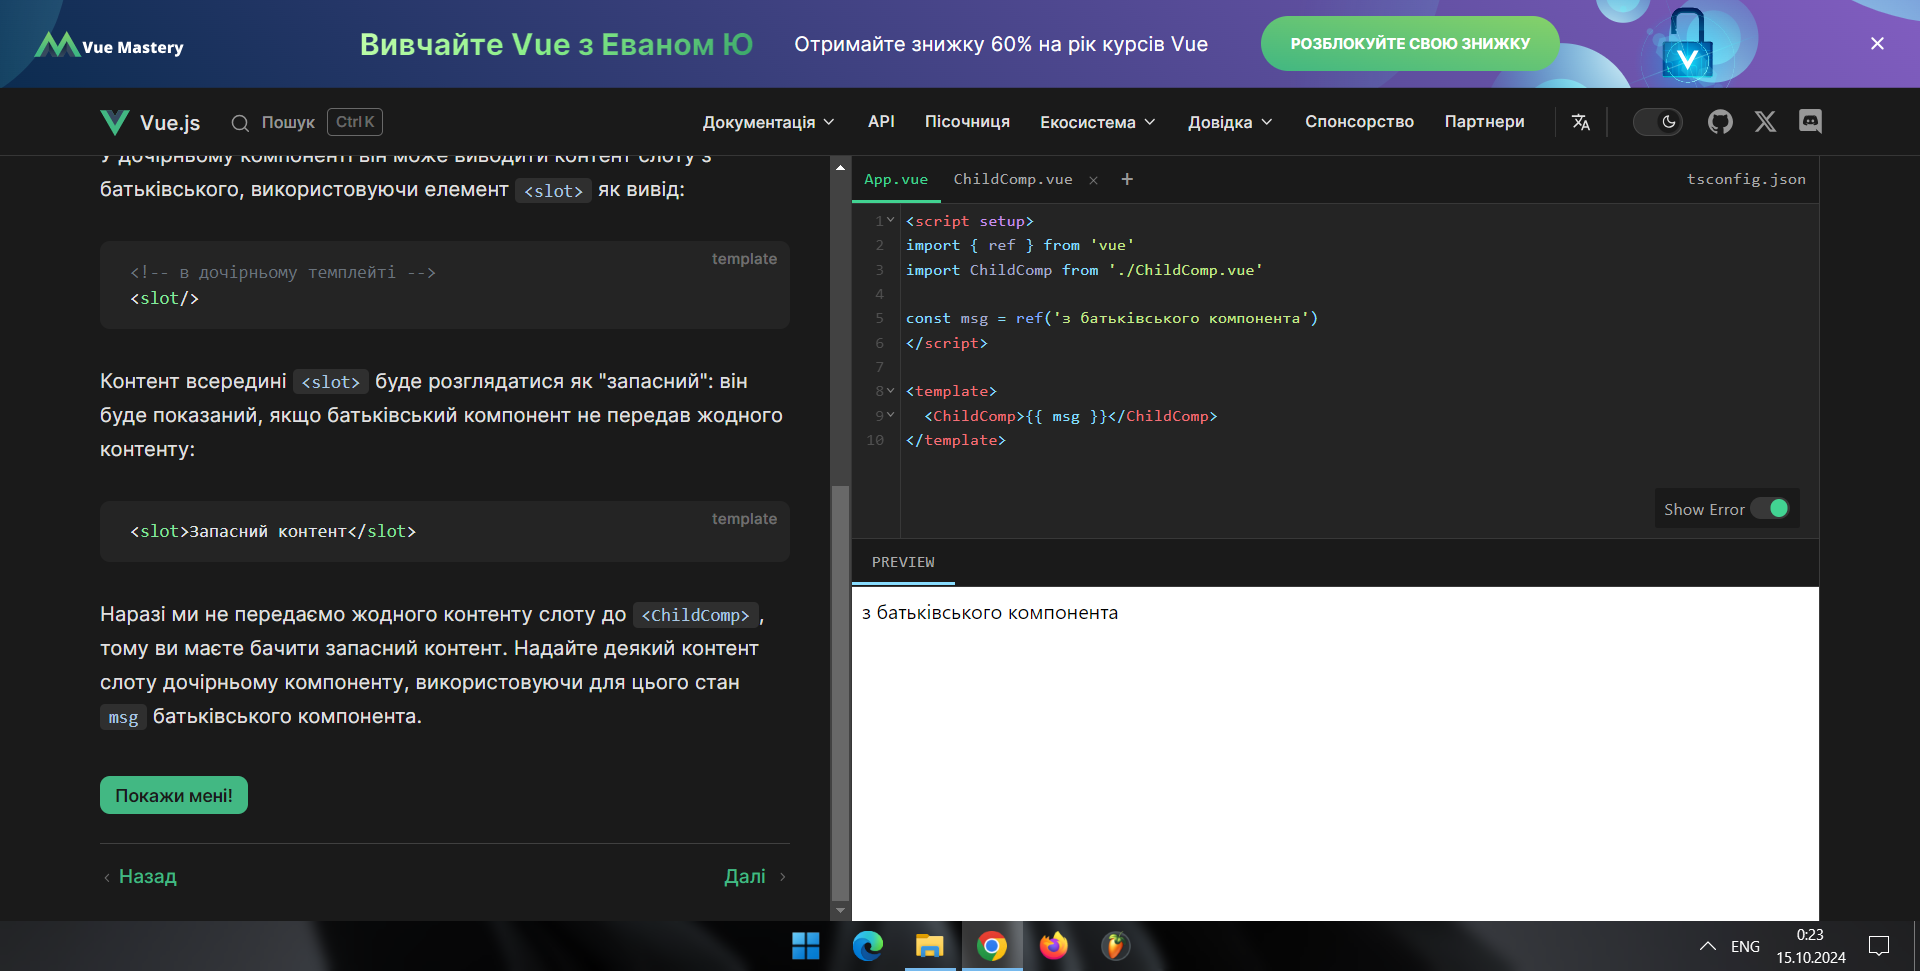 Vue Mastery
Вивчайте Vue з Еваном Ю
Отримайте знижку 60% на рік курсів Vue
РОЗБЛОКУЙТЕ СВОЮ ЗНИЖКУ
Vue.js
Пошук
Ctrl K
Документація
API
Пісочниця
Екосистема
Довідка
Спонсорство
Партнери
У дочірньому компоненті він може виводити контент слоту з
батьківського, використовуючи елемент <slot> як вивід:
template
<!-- в дочірньому темплейті -->
<slot/>
Контент всередині <slot> буде розглядатися як "запасний": він
буде показаний, якщо батьківський компонент не передав жодного
контенту:
template
<slot>Запасний контент</slot>
Наразі ми не передаємо жодного контенту слоту до <ChildComp>,
тому ви маєте бачити запасний контент. Надайте деякий контент
слоту дочірньому компоненту, використовуючи для цього стан
msg батьківського компонента.
Покажи мені!
Назад
Далі
App.vue
ChildComp.vue
tsconfig.json
1 <script setup>
2 import { ref } from 'vue'
3 import ChildComp from './ChildComp.vue'
4
5 const msg = ref('з батьківського компонента')
6 </script>
7
8 <template>
9 <ChildComp>{{ msg }}</ChildComp>
10 </template>
Show Error
PREVIEW
з батьківського компонента
ENG
0:23
15.10.2024